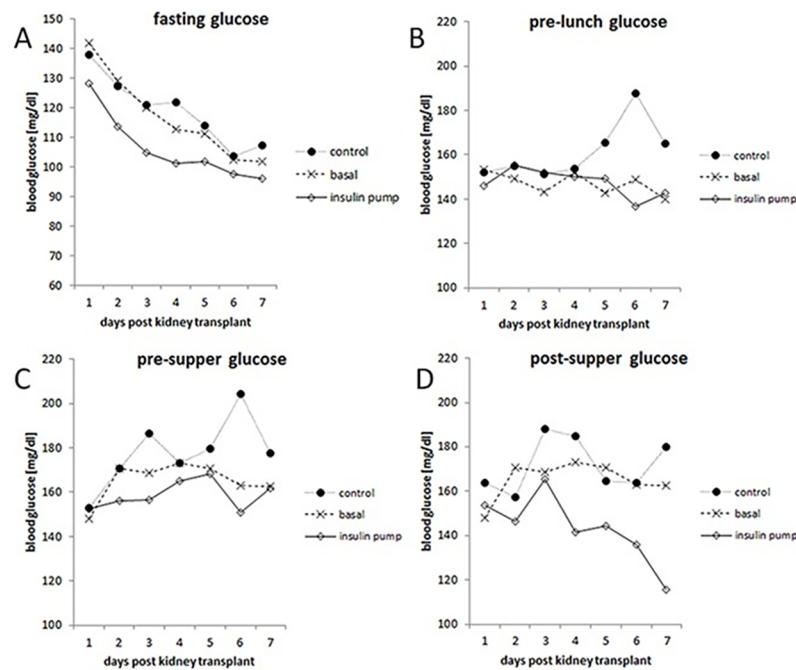 A
fasting glucose
150
140
130
120
110
100
90
80
70
60
blood glucose [mg/dl]
1 2 3 4 5 6 7
days post kidney transplant
control
basal
insulin pump
B
pre-lunch glucose
220
200
180
160
140
120
100
blood glucose [mg/dl]
1 2 3 4 5 6 7
days post kidney transplant
control
basal
insulin pump
C
pre-supper glucose
220
200
180
160
140
120
100
blood glucose [mg/dl]
1 2 3 4 5 6 7
days post kidney transplant
control
basal
insulin pump
D
post-supper glucose
220
200
180
160
140
120
100
blood glucose [mg/dl]
1 2 3 4 5 6 7
days post kidney transplant
control
basal
insulin pump